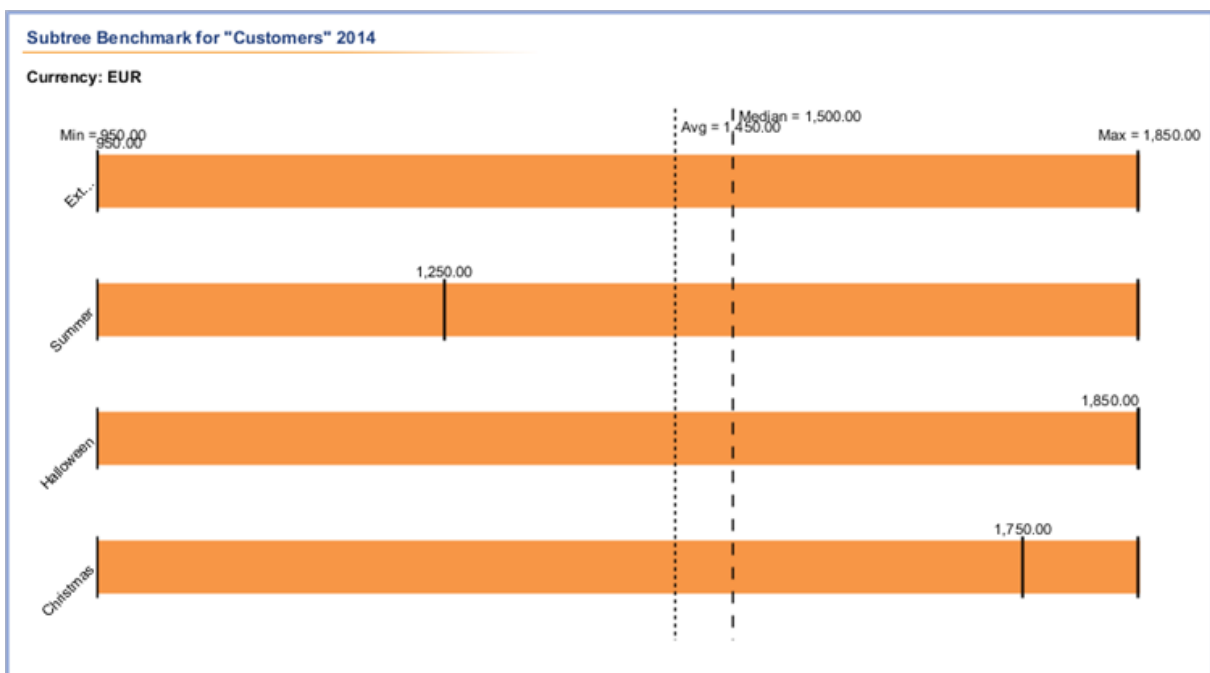 Subtree Benchmark for "Customers" 2014
Currency: EUR
Median = 1,500.00
Avg = 1,450.00
Min = 950.00
Max = 1,850.00
950.00
Ext...
1,250.00
Summer
1,850.00
Halloween
1,750.00
Christmas